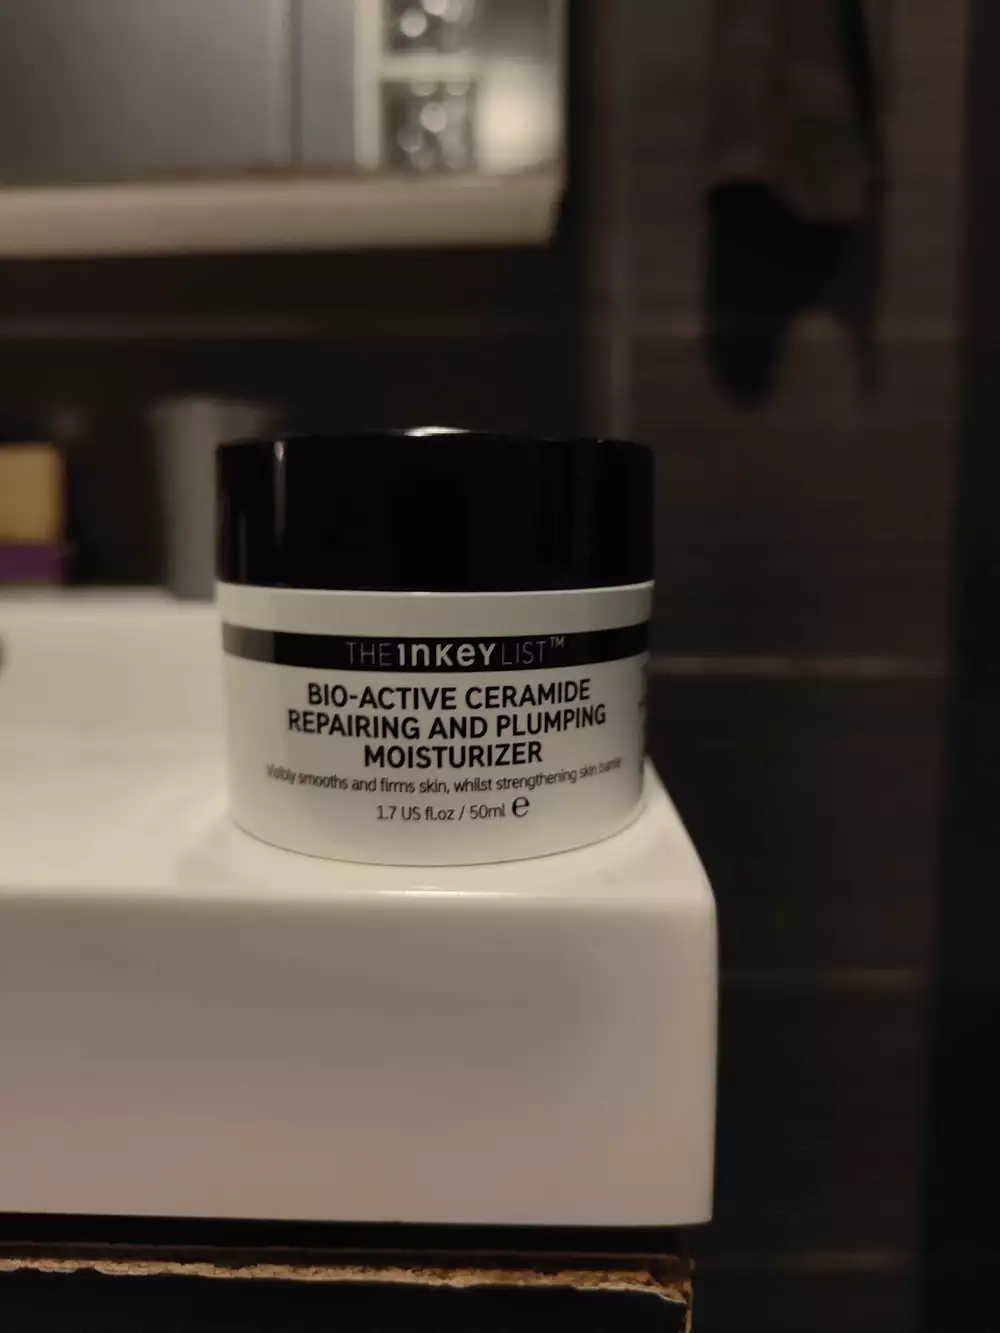 THE INKEY LIST™
BIO-ACTIVE CERAMIDE
REPAIRING AND PLUMPING
MOISTURIZER
Visibly smooths and firms skin, whilst strengthening skin barrier
1.7 US fl.oz / 50ml ℮